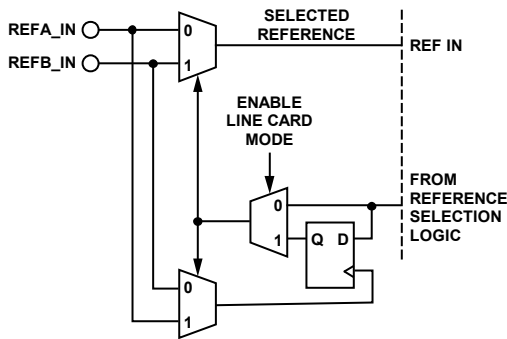 SELECTED
REFERENCE
REFA_IN
0
REF IN
REFB_IN
1
ENABLE
LINE CARD
MODE
FROM
REFERENCE
SELECTION
LOGIC
0
1
Q D
0
1